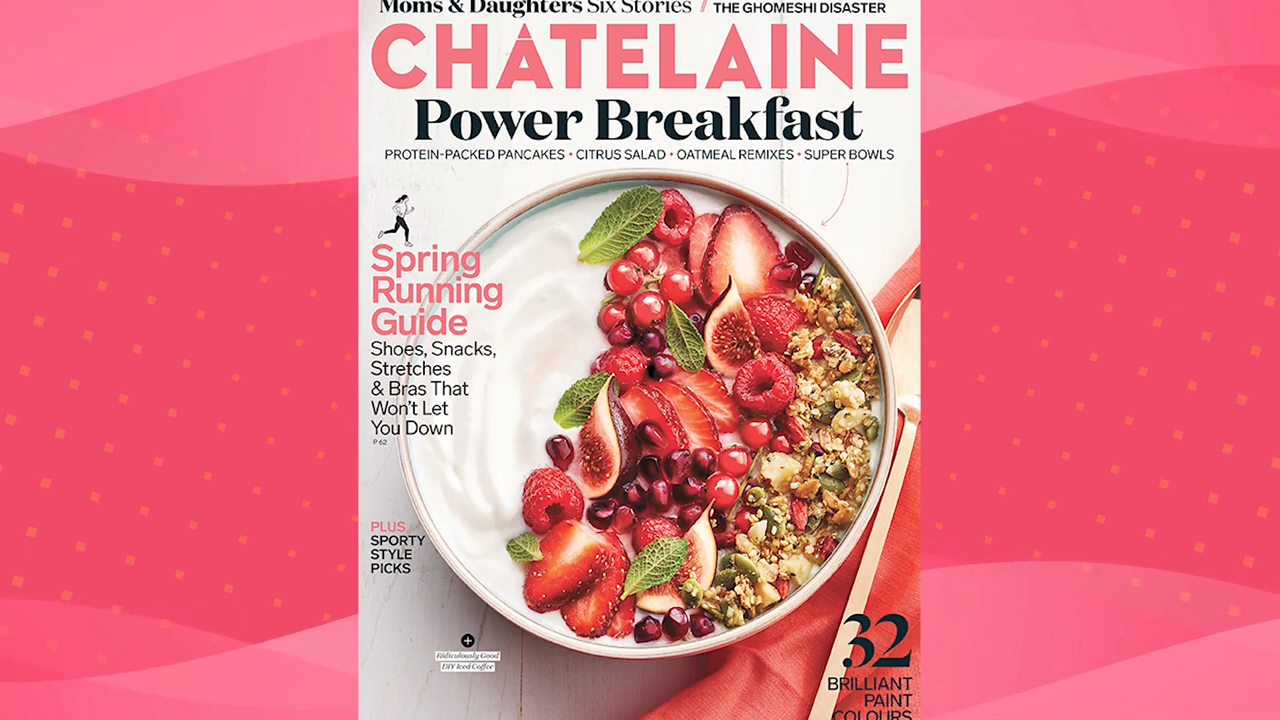 Moms & Daughters Six Stories / THE GHOMESHI DISASTER
CHÂTELAINE
Power Breakfast
PROTEIN-PACKED PANCAKES • CITRUS SALAD • OATMEAL REMIXES • SUPER BOWLS
Spring
Running
Guide
Shoes, Snacks,
Stretches
& Bras That
Won't Let
You Down
P 62
PLUS
SPORTY
STYLE
PICKS
Ridiculously Good
DIY Iced Coffee
32
BRILLIANT
PAINT
COLOURS